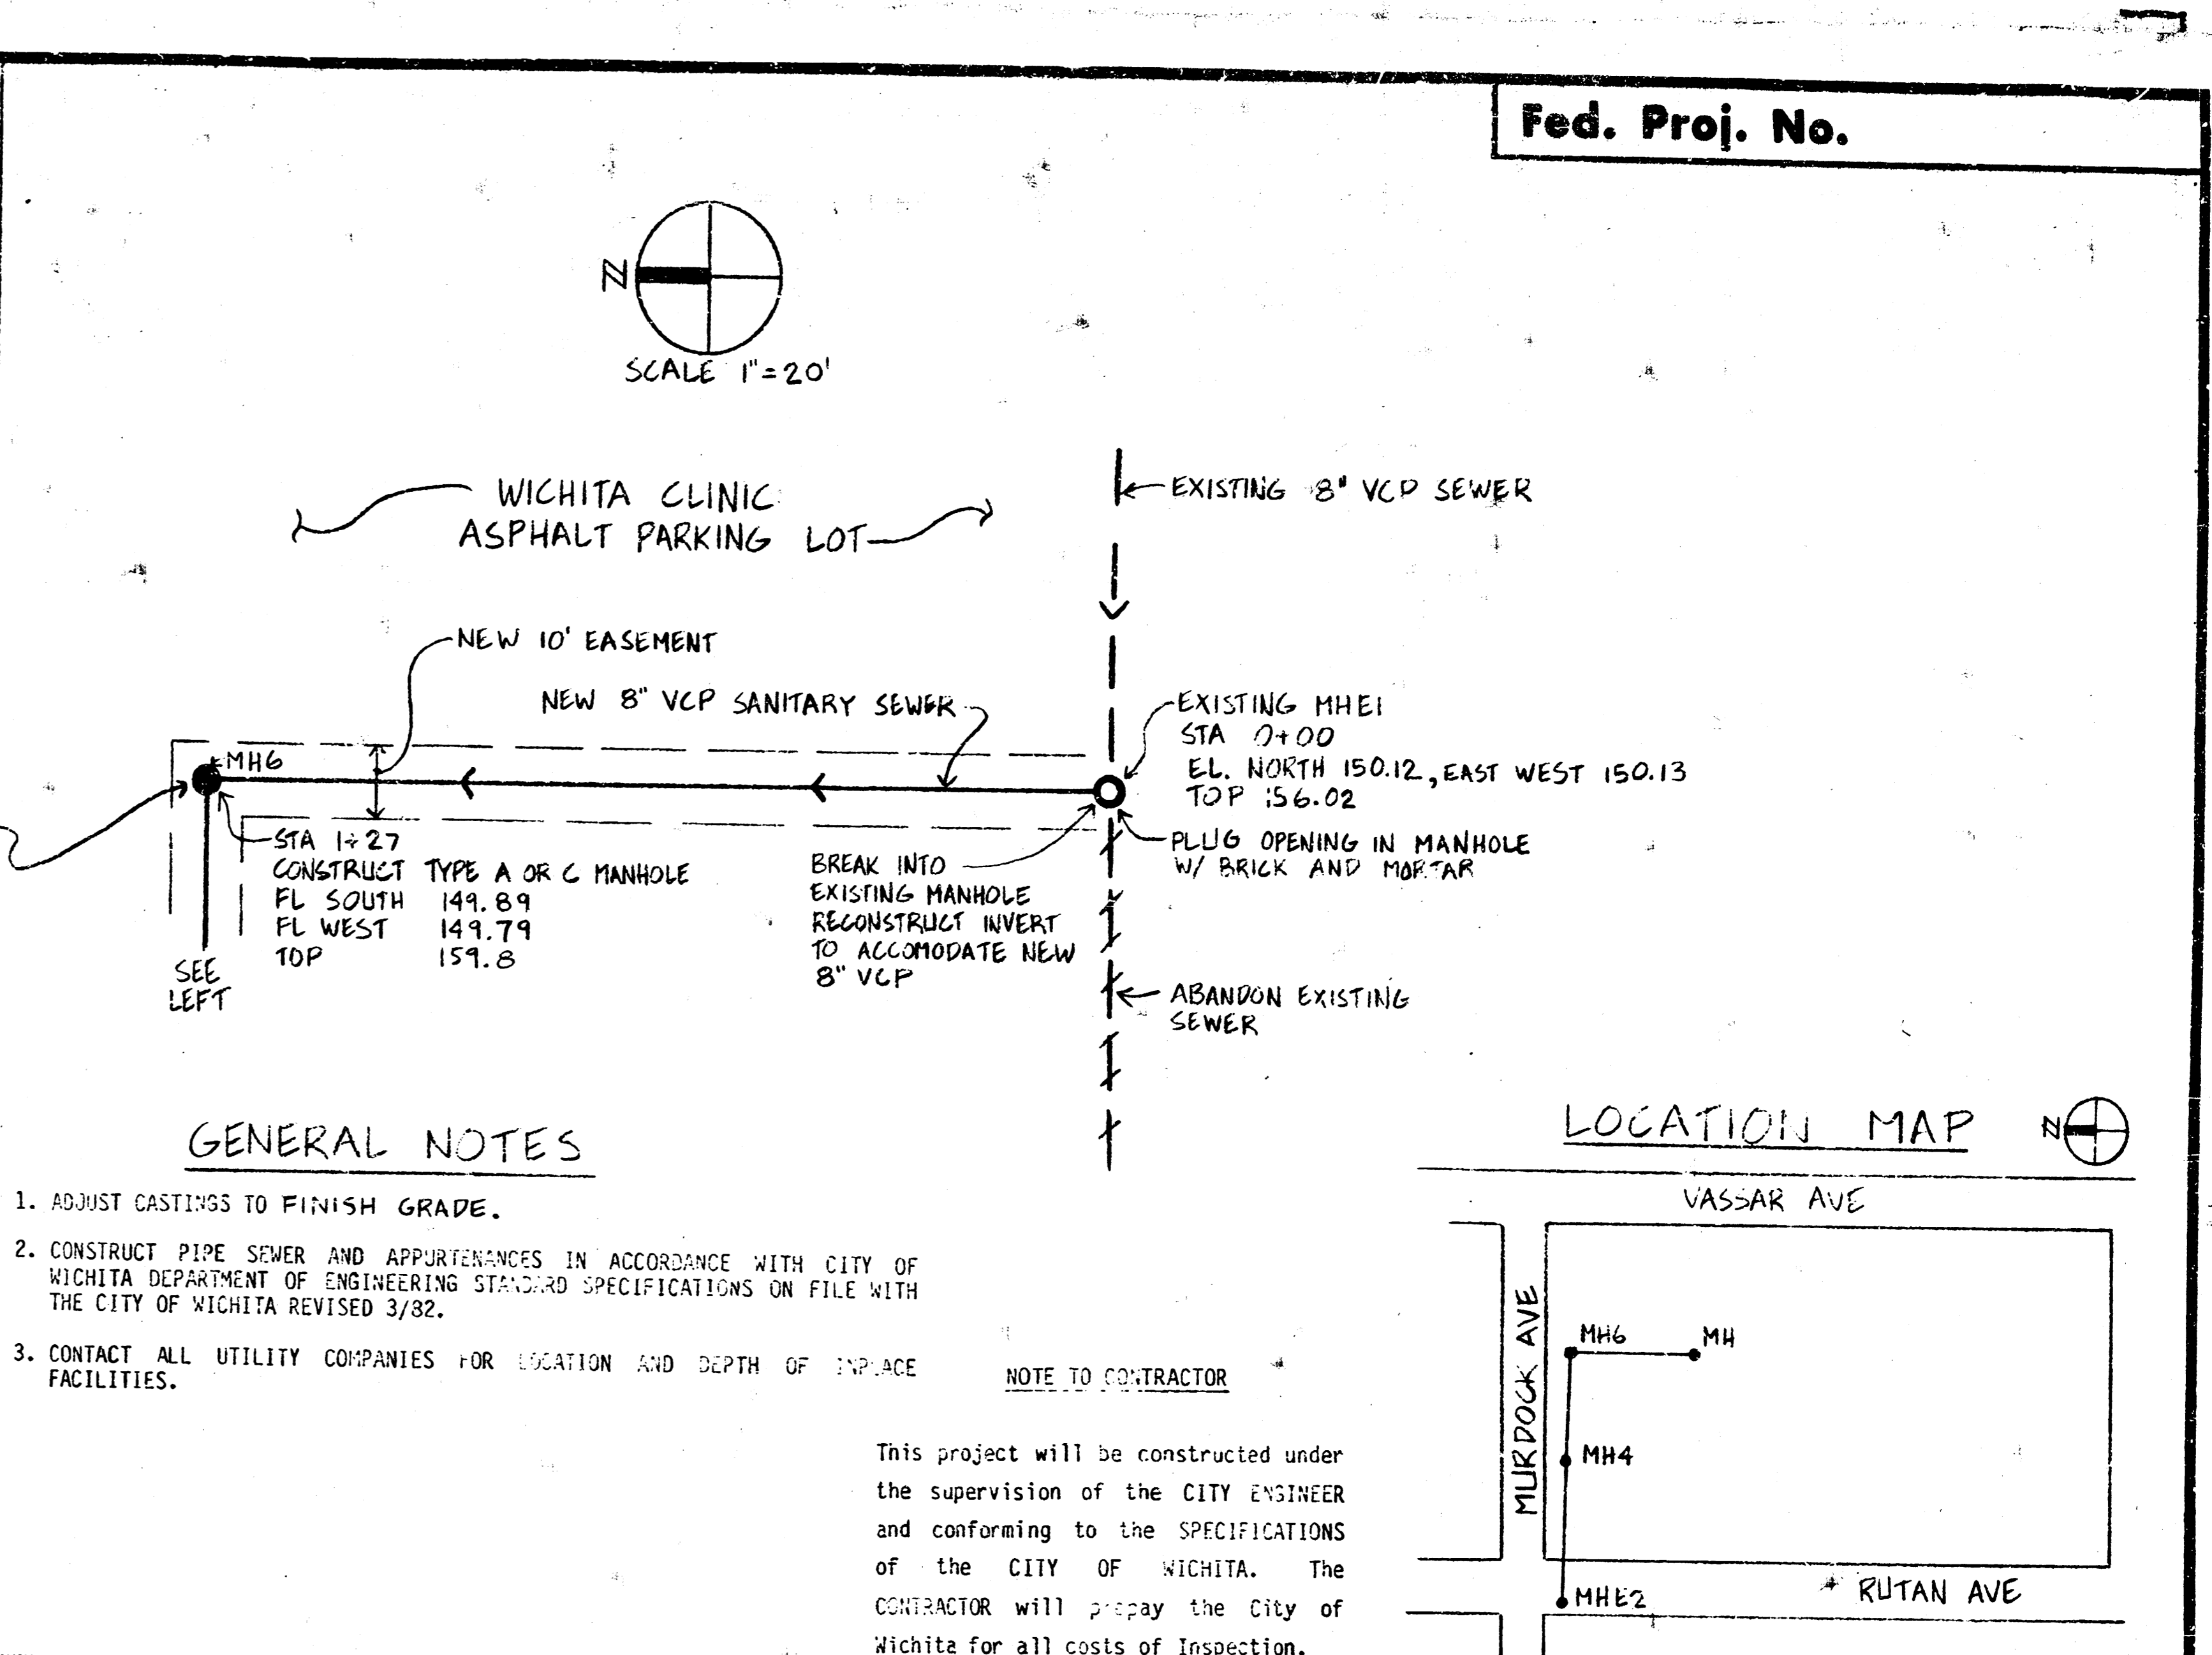 Fed. Proj. No.
N
SCALE 1"=20'
WICHITA CLINIC
ASPHALT PARKING LOT
EXISTING 8" VCP SEWER
NEW 10' EASEMENT
NEW 8" VCP SANITARY SEWER
EXISTING MHE1
STA 0+00
EL. NORTH 150.12, EAST WEST 150.13
TOP 156.02
MH6
STA 1+27
CONSTRUCT TYPE A OR C MANHOLE
FL SOUTH 149.89
FL WEST 149.79
TOP 159.8
SEE
LEFT
BREAK INTO
EXISTING MANHOLE
RECONSTRUCT INVERT
TO ACCOMODATE NEW
8" VCP
PLUG OPENING IN MANHOLE
W/ BRICK AND MORTAR
ABANDON EXISTING
SEWER
GENERAL NOTES
1. ADJUST CASTINGS TO FINISH GRADE.
2. CONSTRUCT PIPE SEWER AND APPURTENANCES IN ACCORDANCE WITH CITY OF
WICHITA DEPARTMENT OF ENGINEERING STANDARD SPECIFICATIONS ON FILE WITH
THE CITY OF WICHITA REVISED 3/82.
3. CONTACT ALL UTILITY COMPANIES FOR LOCATION AND DEPTH OF INPLACE
FACILITIES.
NOTE TO CONTRACTOR
This project will be constructed under
the supervision of the CITY ENGINEER
and conforming to the SPECIFICATIONS
of the CITY OF WICHITA. The
CONTRACTOR will prepay the City of
Wichita for all costs of Inspection.
LOCATION MAP
N
VASSAR AVE
MURDOCK AVE
MH6
MH
MH4
MHE2
RUTAN AVE